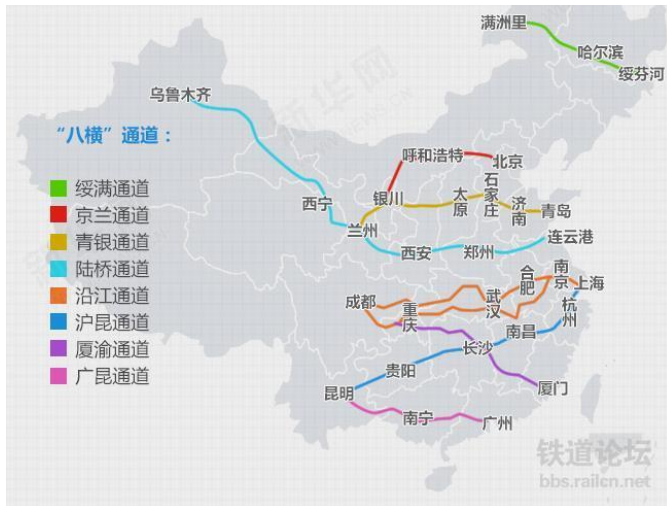 满洲里
哈尔滨
绥芬河
乌鲁木齐
“八横”通道：
呼和浩特
北京
石家庄
绥满通道
京兰通道
青银通道
陆桥通道
沿江通道
沪昆通道
厦渝通道
广昆通道
西宁
银川
太原
济南
青岛
兰州
西安
郑州
连云港
合肥
南京
上海
成都
重庆
武汉
杭州
南昌
长沙
贵阳
昆明
厦门
南宁
广州
铁道论坛
bbs.railcn.net